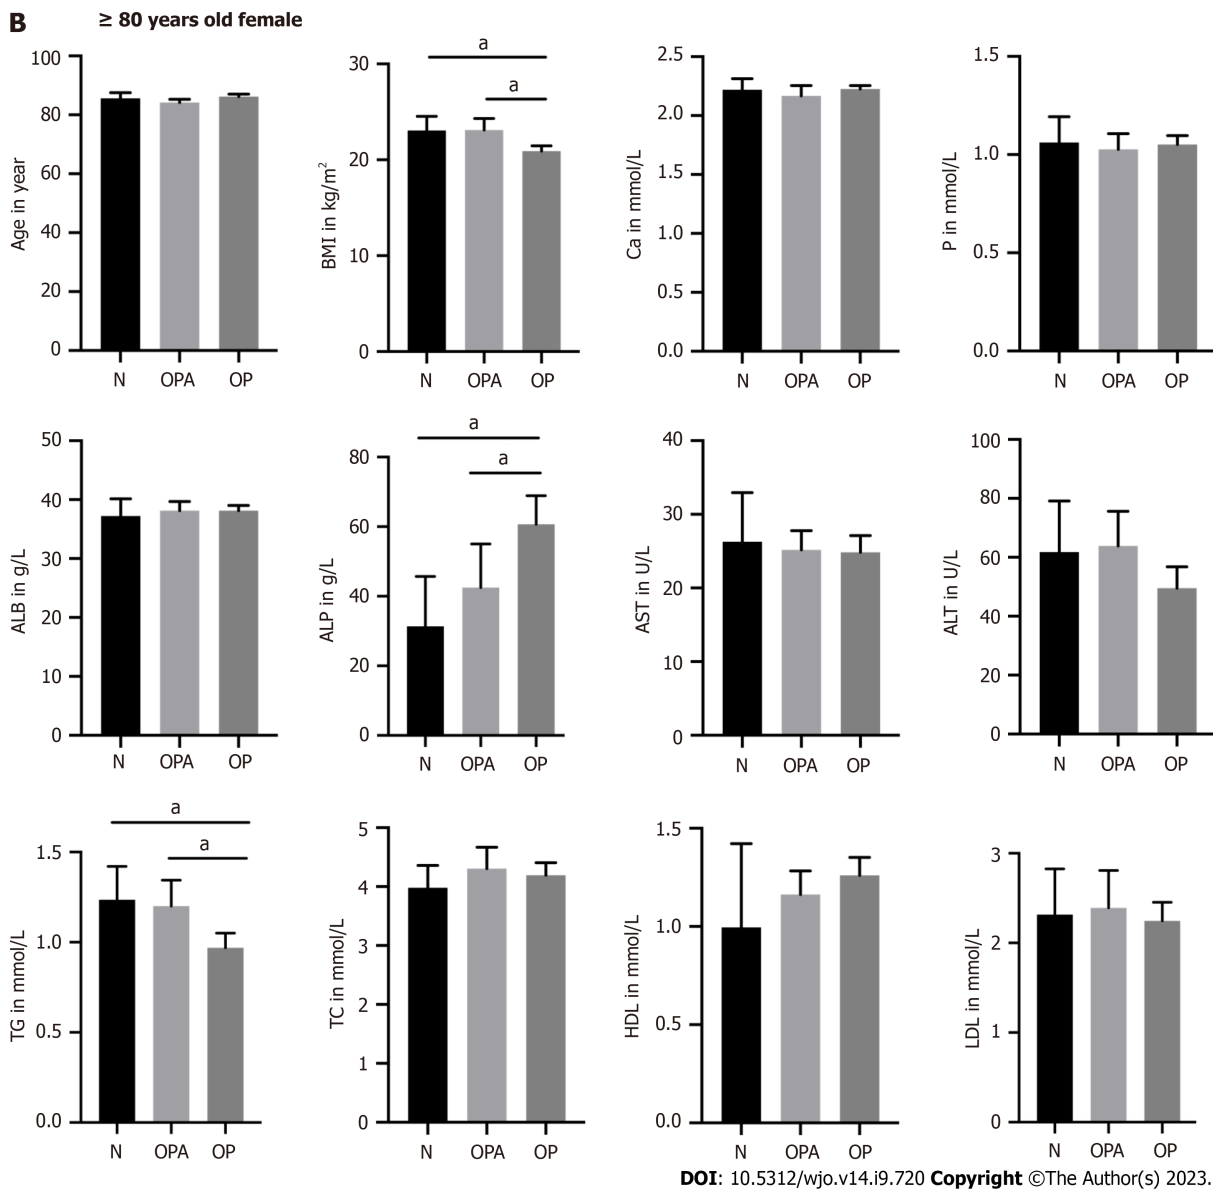 B
≥ 80 years old female
100
80
60
40
20
0
Age in year
N OPA OP
a
a
30
20
10
0
BMI in kg/m²
N OPA OP
2.5
2.0
1.5
1.0
0.5
0.0
Ca in mmol/L
N OPA OP
1.5
1.0
0.5
0.0
P in mmol/L
N OPA OP
50
40
30
20
10
0
ALB in g/L
N OPA OP
a
a
80
60
40
20
0
ALP in g/L
N OPA OP
40
30
20
10
0
AST in U/L
N OPA OP
100
80
60
40
20
0
ALT in U/L
N OPA OP
a
a
1.5
1.0
0.5
0.0
TG in mmol/L
N OPA OP
5
4
3
2
1
0
TC in mmol/L
N OPA OP
1.5
1.0
0.5
0.0
HDL in mmol/L
N OPA OP
3
2
1
0
LDL in mmol/L
N OPA OP
DOI: 10.5312/wjo.v14.i9.720 Copyright ©The Author(s) 2023.